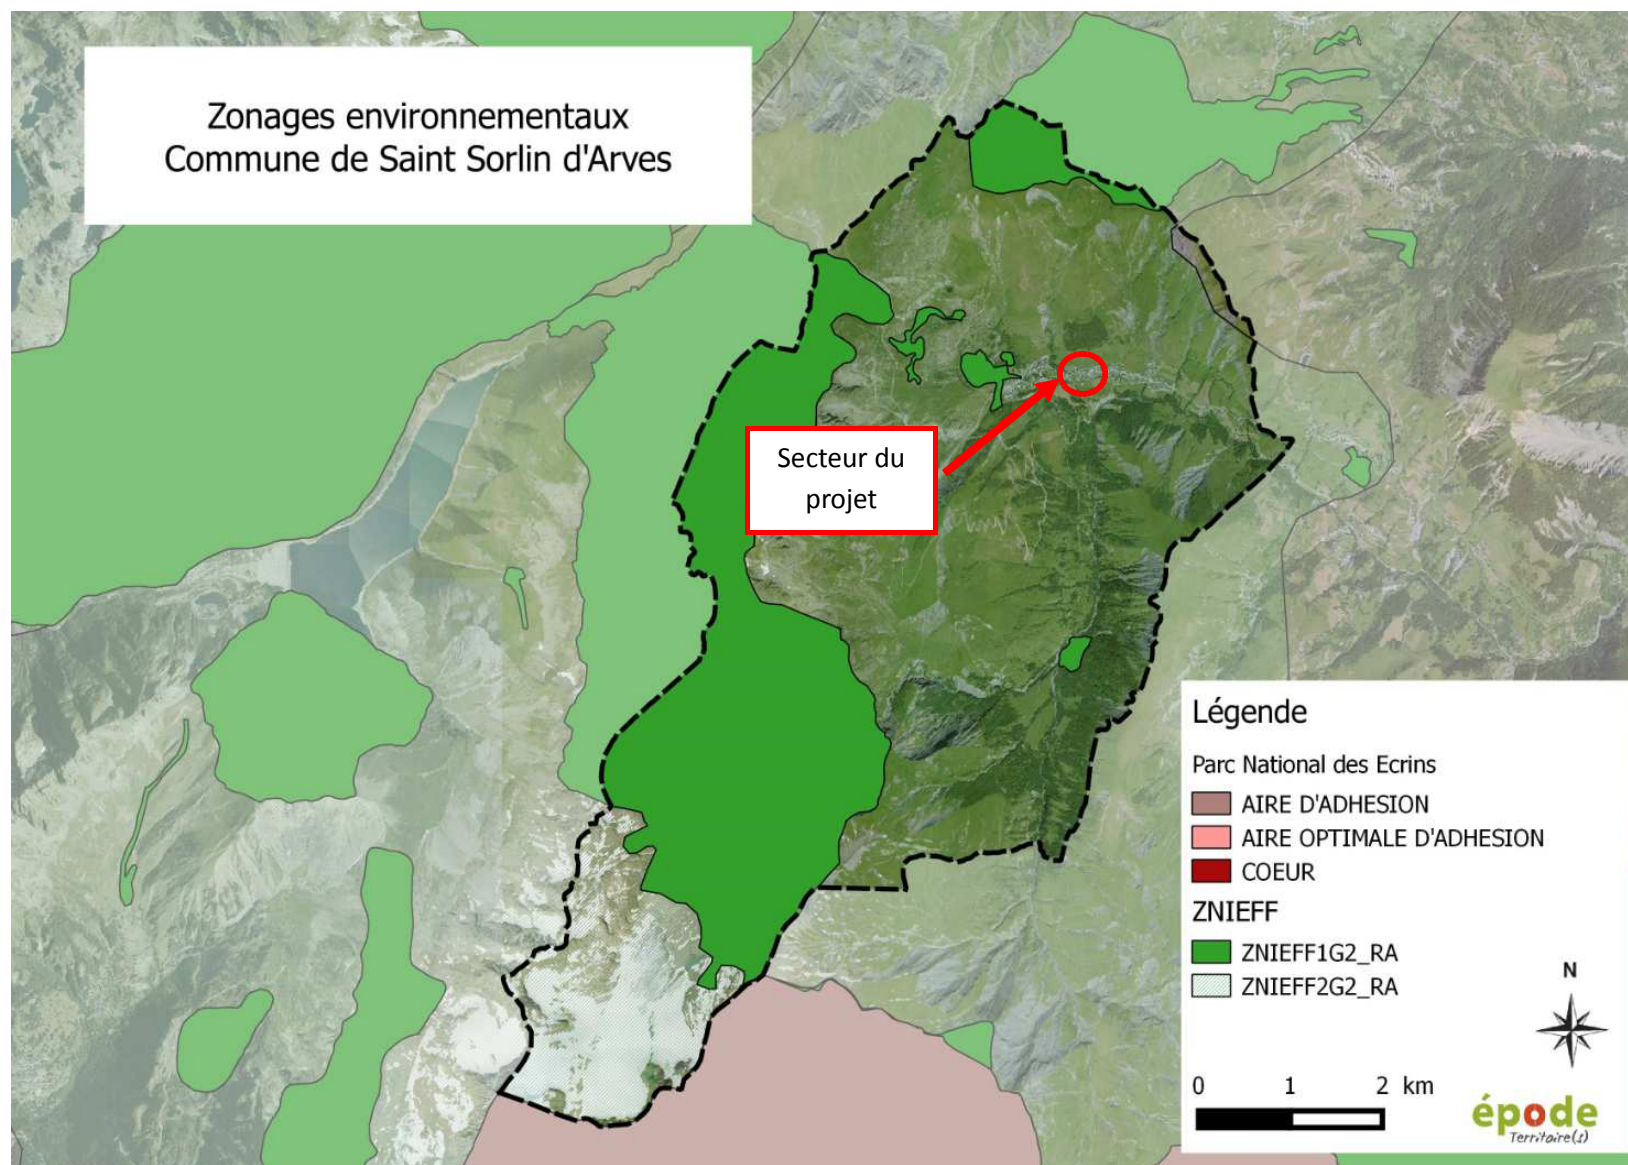 Zonages environnementaux
Commune de Saint Sorlin d'Arves
Secteur du
projet
Légende
Parc National des Ecrins
AIRE D'ADHESION
AIRE OPTIMALE D'ADHESION
COEUR
ZNIEFF
ZNIEFF1G2_RA
ZNIEFF2G2_RA
N
0 1 2 km
épode
Territoire(s)